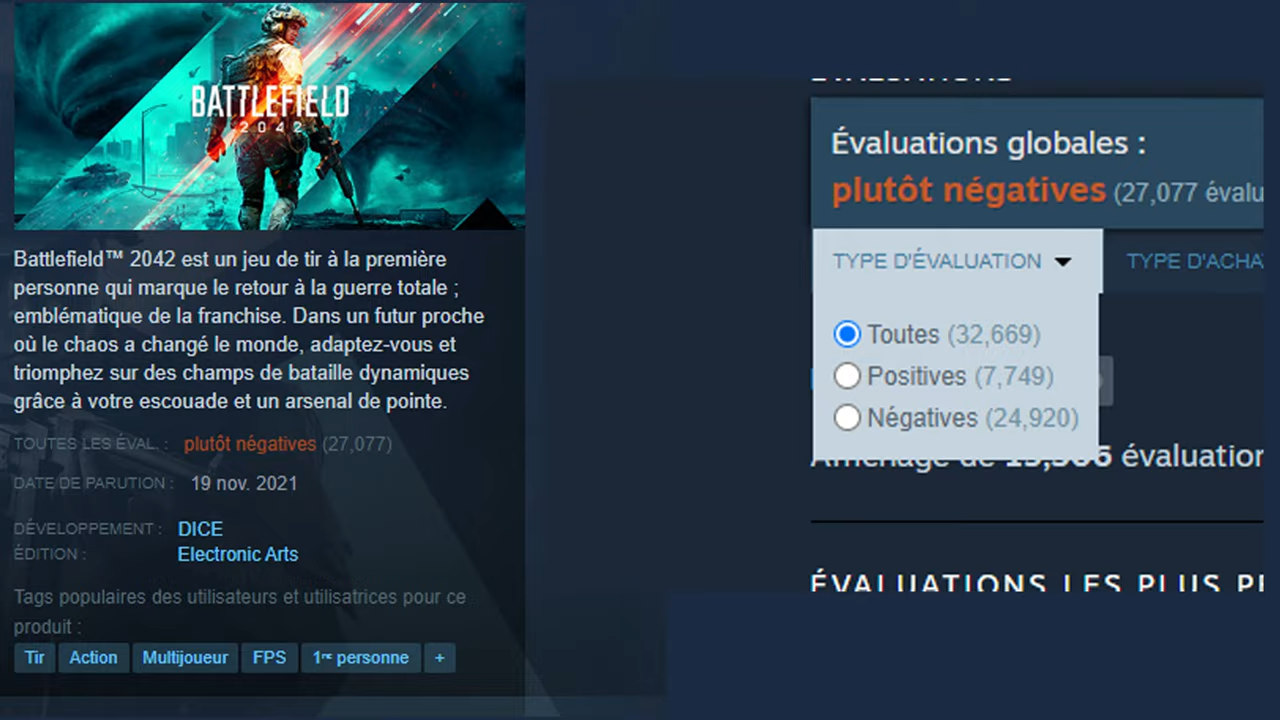 BATTLEFIELD
2042
Battlefield™ 2042 est un jeu de tir à la première
personne qui marque le retour à la guerre totale ;
emblématique de la franchise. Dans un futur proche
où le chaos a changé le monde, adaptez-vous et
triomphez sur des champs de bataille dynamiques
grâce à votre escouade et un arsenal de pointe.
TOUTES LES ÉVAL. : plutôt négatives (27,077)
DATE DE PARUTION : 19 nov. 2021
DÉVELOPPEMENT : DICE
ÉDITION : Electronic Arts
Tags populaires des utilisateurs et utilisatrices pour ce
produit :
Tir Action Multijoueur FPS 1re personne +
Évaluations globales :
plutôt négatives (27,077 évalu
TYPE D'ÉVALUATION TYPE D'ACHA
Toutes (32,669)
Positives (7,749)
Négatives (24,920)
de évaluation
ÉVALUATIONS LES PLUS